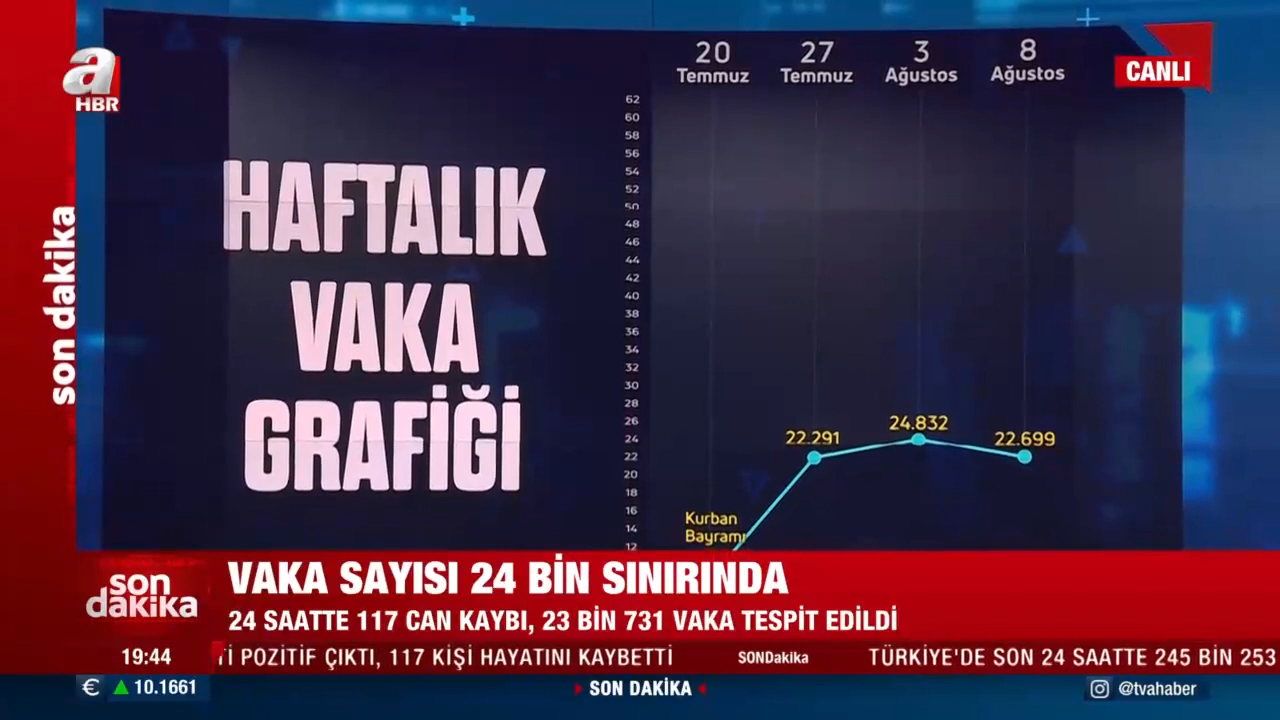 a
HBR
CANLI
son dakika
HAFTALIK
VAKA
GRAFİĞİ
20 Temmuz
27 Temmuz
3 Ağustos
8 Ağustos
62
60
58
56
54
52
50
48
46
44
42
40
38
36
34
32
30
28
26
24
22
20
18
16
14
12
22.291
24.832
22.699
Kurban
Bayramı
son
dakika
VAKA SAYISI 24 BİN SINIRINDA
24 SAATTE 117 CAN KAYBI, 23 BİN 731 VAKA TESPİT EDİLDİ
19:44
Tİ POZİTİF ÇIKTI, 117 KİŞİ HAYATINI KAYBETTİ SONDakika TÜRKİYE'DE SON 24 SAATTE 245 BİN 253
€ 10.1661
SON DAKİKA
@tvahaber